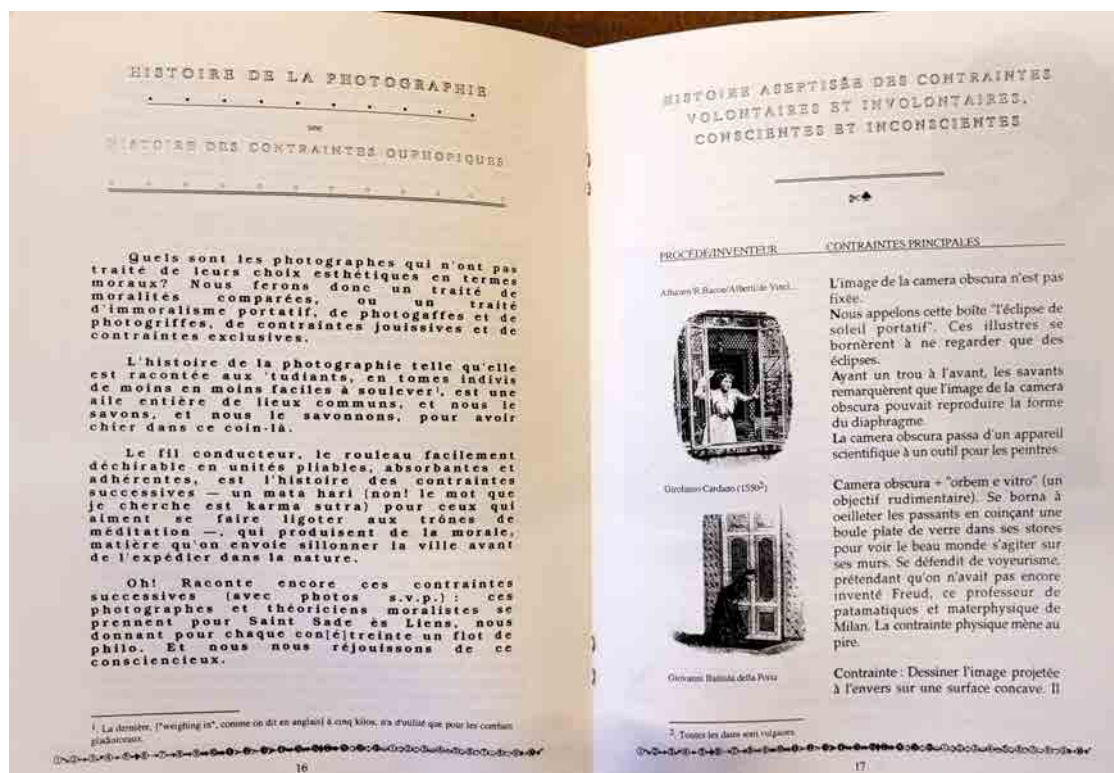 HISTOIRE DE LA PHOTOGRAPHIE
une
HISTOIRE DES CONTRAINTES OUPHOPIQUES
Quels sont les photographes qui n'ont pas
traité de leurs choix esthétiques en termes
moraux? Nous ferons donc un traité de
moralités comparées, ou un traité
d'immoralisme portatif, de photogaffes et de
photogriffes, de contraintes jouissives et de
contraintes exclusives.
L'histoire de la photographie telle qu'elle
est racontée aux 'tudiants, en tomes indivis
de moins en moins faciles à soulever¹, est une
aile entière de lieux communs, et nous le
savons, et nous le savonnons, pour avoir
chier dans ce coin-là.
Le fil conducteur, le rouleau facilement
déchirable en unités pliables, absorbantes et
adhérentes, est l'histoire des contraintes
successives — un mata hari (non! le mot que
je cherche est karma sutra) pour ceux qui
aiment se faire ligoter aux trônes de
méditation —, qui produisent de la morale,
matière qu'on envoie sillonner la ville avant
de l'expédier dans la nature.
Oh! Raconte encore ces contraintes
successives (avec photos s.v.p.) : ces
photographes et théoriciens moralistes se
prennent pour Saint Sade ès Liens, nous
donnant pour chaque con[é]treinte un flot de
philo. Et nous nous réjouissons de ce
consciencieux.
1. La dernière, ["weighing in", comme on dit en anglais] à cinq kilos, n'a d'utilité que pour les combats
gladiatoriaux.
16
HISTOIRE ASEPTISÉE DES CONTRAINTES
VOLONTAIRES ET INVOLONTAIRES,
CONSCIENTES ET INCONSCIENTES
PROCÉDÉ/INVENTEUR CONTRAINTES PRINCIPALES
Alhazen/R.Bacon/Alberti/de Vinci...
L'image de la camera obscura n'est pas
fixée.
Nous appelons cette boîte "l'éclipse de
soleil portatif". Ces illustres se
bornèrent à ne regarder que des
éclipses.
Ayant un trou à l'avant, les savants
remarquèrent que l'image de la camera
obscura pouvait reproduire la forme
du diaphragme.
La camera obscura passa d'un appareil
scientifique à un outil pour les peintres.
Girolamo Cardano (1550²)
Camera obscura + "orbem e vitro" (un
objectif rudimentaire). Se borna à
oeilleter les passants en coinçant une
boule plate de verre dans ses stores
pour voir le beau monde s'agiter sur
ses murs. Se défendit de voyeurisme,
prétendant qu'on n'avait pas encore
inventé Freud, ce professeur de
patamatiques et materphysique de
Milan. La contrainte physique mène au
pire.
Giovanni Battista della Porta
Contrainte : Dessiner l'image projetée
à l'envers sur une surface concave. Il
2. Toutes les dates sont vulgaires.
17